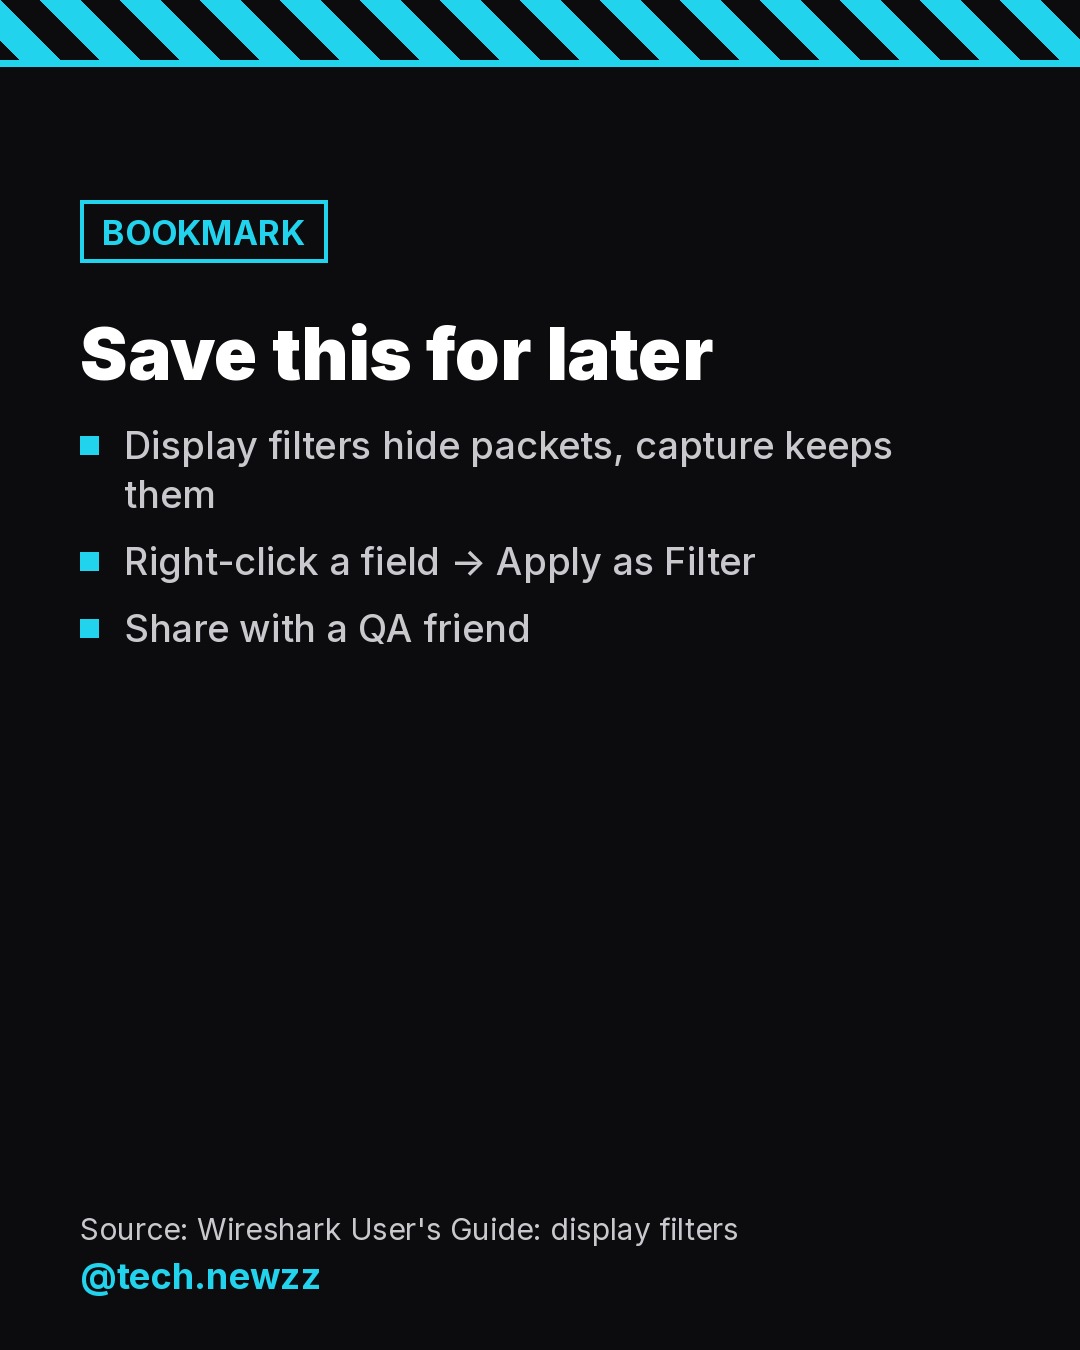 BOOKMARK
Save this for later
Display filters hide packets, capture keeps
them
Right-click a field → Apply as Filter
Share with a QA friend
Source: Wireshark User's Guide: display filters
@tech.newzz